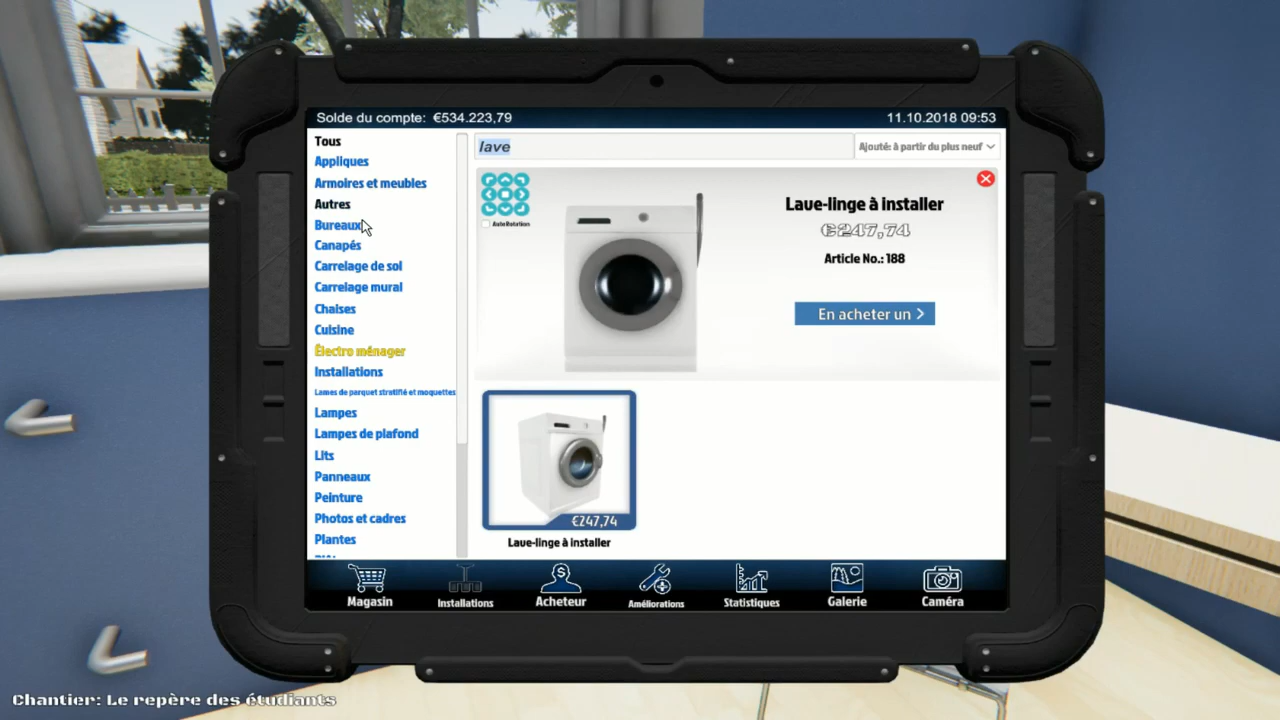 Solde du compte: €534.223,79
11.10.2018 09:53
Tous
Appliques
Armoires et meubles
Autres
Bureaux
Canapés
Carrelage de sol
Carrelage mural
Chaises
Cuisine
Électro ménager
Installations
Lames de parquet stratifié et moquettes
Lampes
Lampes de plafond
Lits
Panneaux
Peinture
Photos et cadres
Plantes
lave
Ajouté: à partir du plus neuf
AutoRotation
Lave-linge à installer
€247,74
Article No.: 188
En acheter un >
€247,74
Lave-linge à installer
Magasin
Installations
Acheteur
Améliorations
Statistiques
Galerie
Caméra
Chantier: Le repère des étudiants